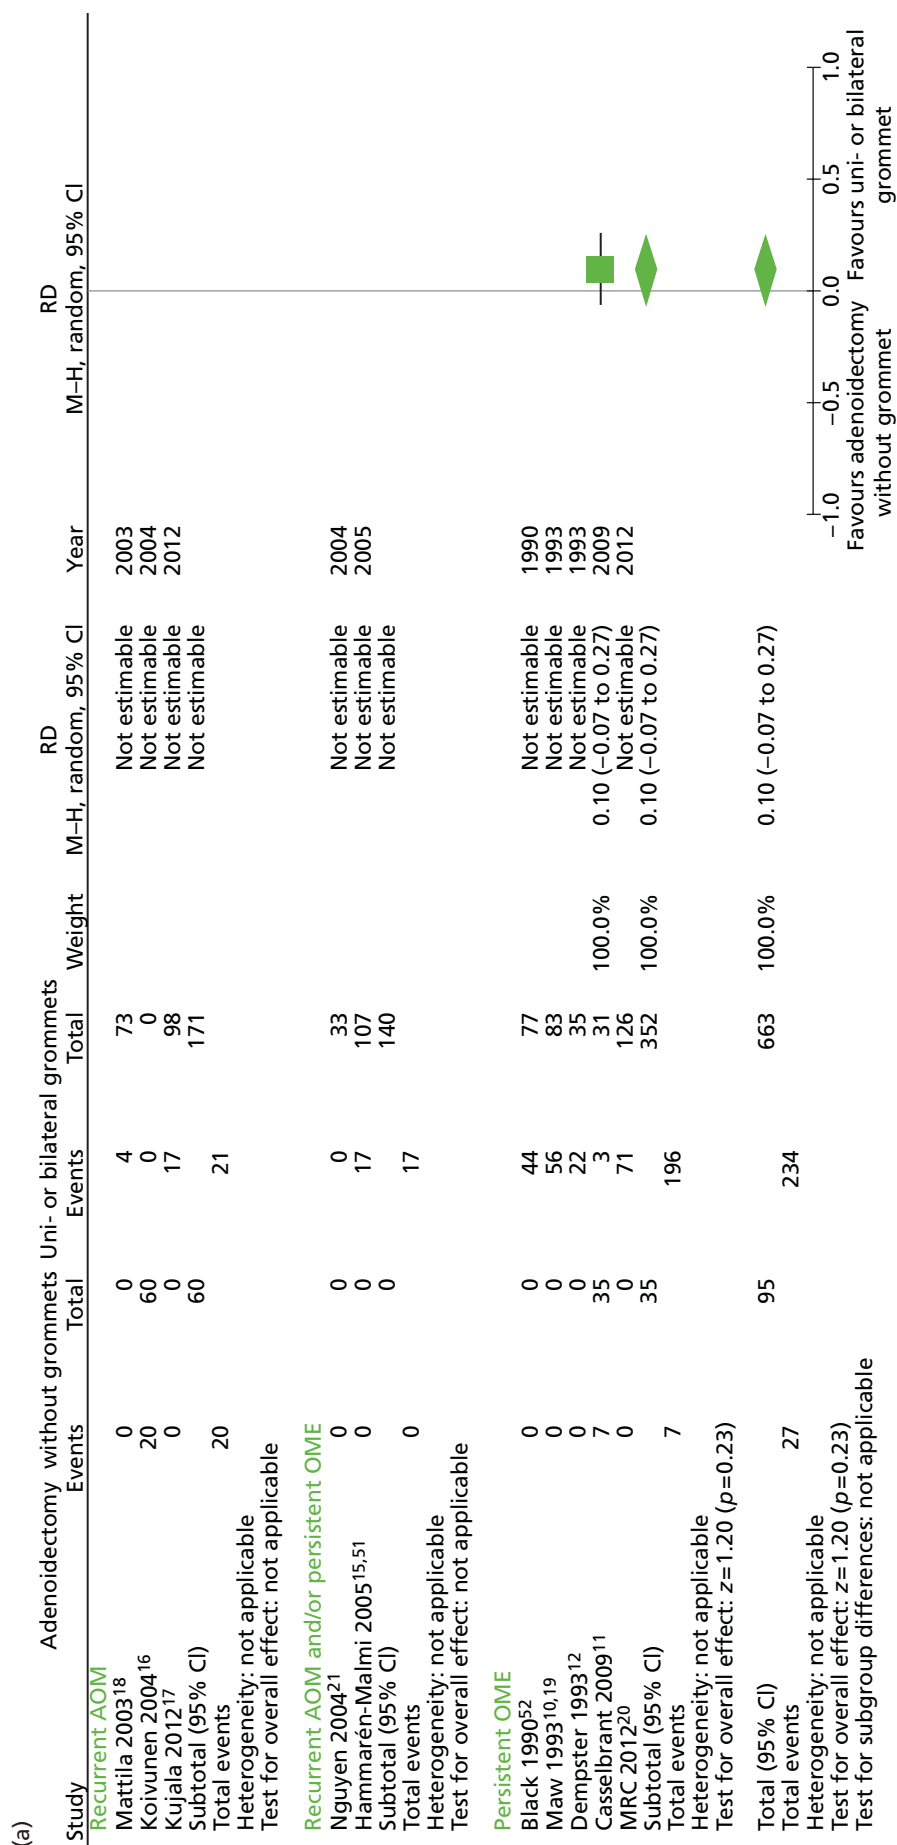 (a)
Adenoidectomy without grommets Uni- or bilateral grommets RD RD
Study Events Total Events Total Weight M–H, random, 95% CI Year M–H, random, 95% CI
Recurrent AOM
Mattila 2003¹⁸ 0 0 4 73 Not estimable 2003
Koivunen 2004¹⁶ 20 60 0 0 Not estimable 2004
Kujala 2012¹⁷ 0 0 17 98 Not estimable 2012
Subtotal (95% CI) 60 171 Not estimable
Total events 20 21
Heterogeneity: not applicable
Test for overall effect: not applicable
Recurrent AOM and/or persistent OME
Nguyen 2004²¹ 0 0 0 33 Not estimable 2004
Hammarén-Malmi 2005¹⁵,⁵¹ 0 0 17 107 Not estimable 2005
Subtotal (95% CI) 0 140 Not estimable
Total events 0 17
Heterogeneity: not applicable
Test for overall effect: not applicable
Persistent OME
Black 1990⁵² 0 0 44 77 Not estimable 1990
Maw 1993¹⁰,¹⁹ 0 0 56 83 Not estimable 1993
Dempster 1993¹² 0 0 22 35 Not estimable 1993
Casselbrant 2009¹¹ 7 35 3 31 100.0% 0.10 (–0.07 to 0.27) 2009
MRC 2012²⁰ 0 0 71 126 Not estimable 2012
Subtotal (95% CI) 35 352 100.0% 0.10 (–0.07 to 0.27)
Total events 7 196
Heterogeneity: not applicable
Test for overall effect: z=1.20 (p=0.23)
Total (95% CI) 95 663 100.0% 0.10 (–0.07 to 0.27)
Total events 27 234
Heterogeneity: not applicable
Test for overall effect: z=1.20 (p=0.23)
Test for subgroup differences: not applicable
–1.0 –0.5 0.0 0.5 1.0
Favours adenoidectomy Favours uni- or bilateral
without grommet grommet